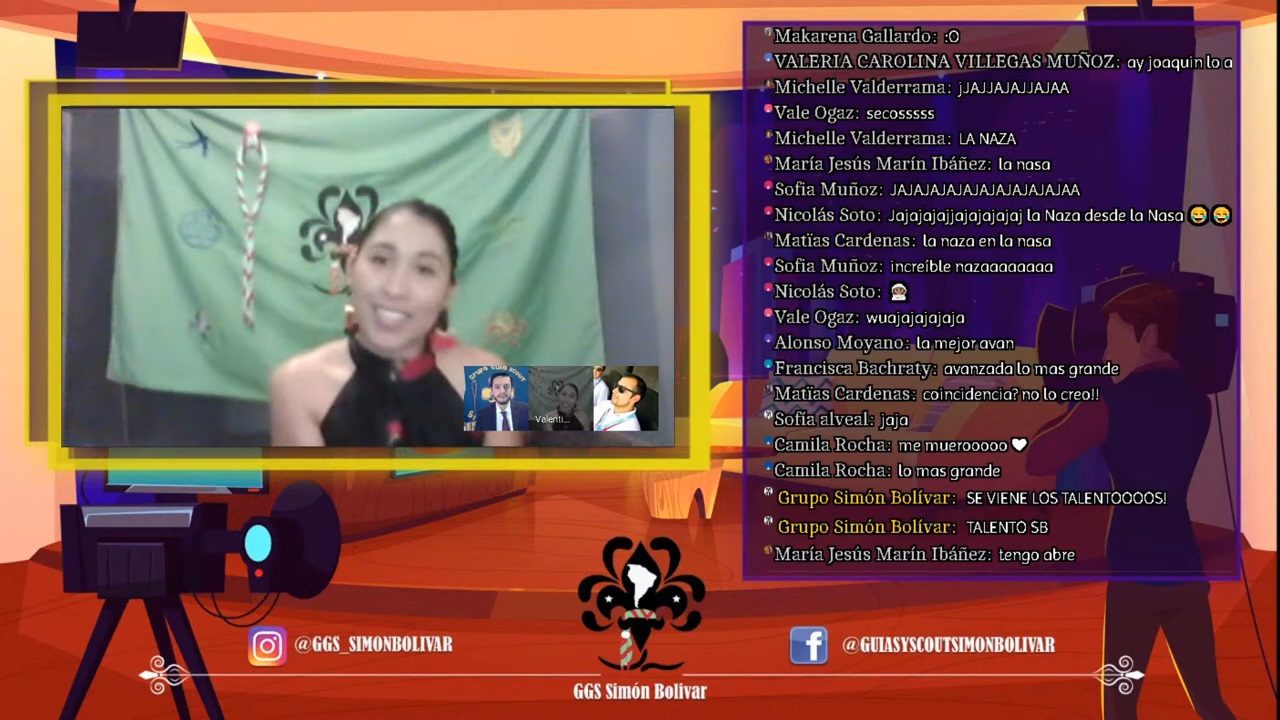 Makarena Gallardo: :O
VALERIA CAROLINA VILLEGAS MUÑOZ: ay joaquin lo a
Michelle Valderrama: jJAJJAJAJJAJAA
Vale Ogaz: secosssss
Michelle Valderrama: LA NAZA
María Jesús Marín Ibáñez: la nasa
Sofia Muñoz: JAJAJAJAJAJAJAJAJAJAJAA
Nicolás Soto: Jajajajajjajajajajaj la Naza desde la Nasa 😂 😂
Matïas Cardenas: la naza en la nasa
Sofia Muñoz: increíble nazaaaaaaaa
Nicolás Soto:
Vale Ogaz: wuajajajajaja
Alonso Moyano: la mejor avan
Francisca Bachraty: avanzada lo mas grande
Matïas Cardenas: coincidencia? no lo creo!!
Sofía alveal: jaja
Camila Rocha: me muerooooo 🤍
Camila Rocha: lo mas grande
Grupo Simón Bolívar: SE VIENE LOS TALENTOOOOS!
Grupo Simón Bolívar: TALENTO SB
María Jesús Marín Ibáñez: tengo abre
Valenti...
@GGS_SIMONBOLIVAR
@GUIASYSCOUTSIMONBOLIVAR
GGS Simón Bolivar